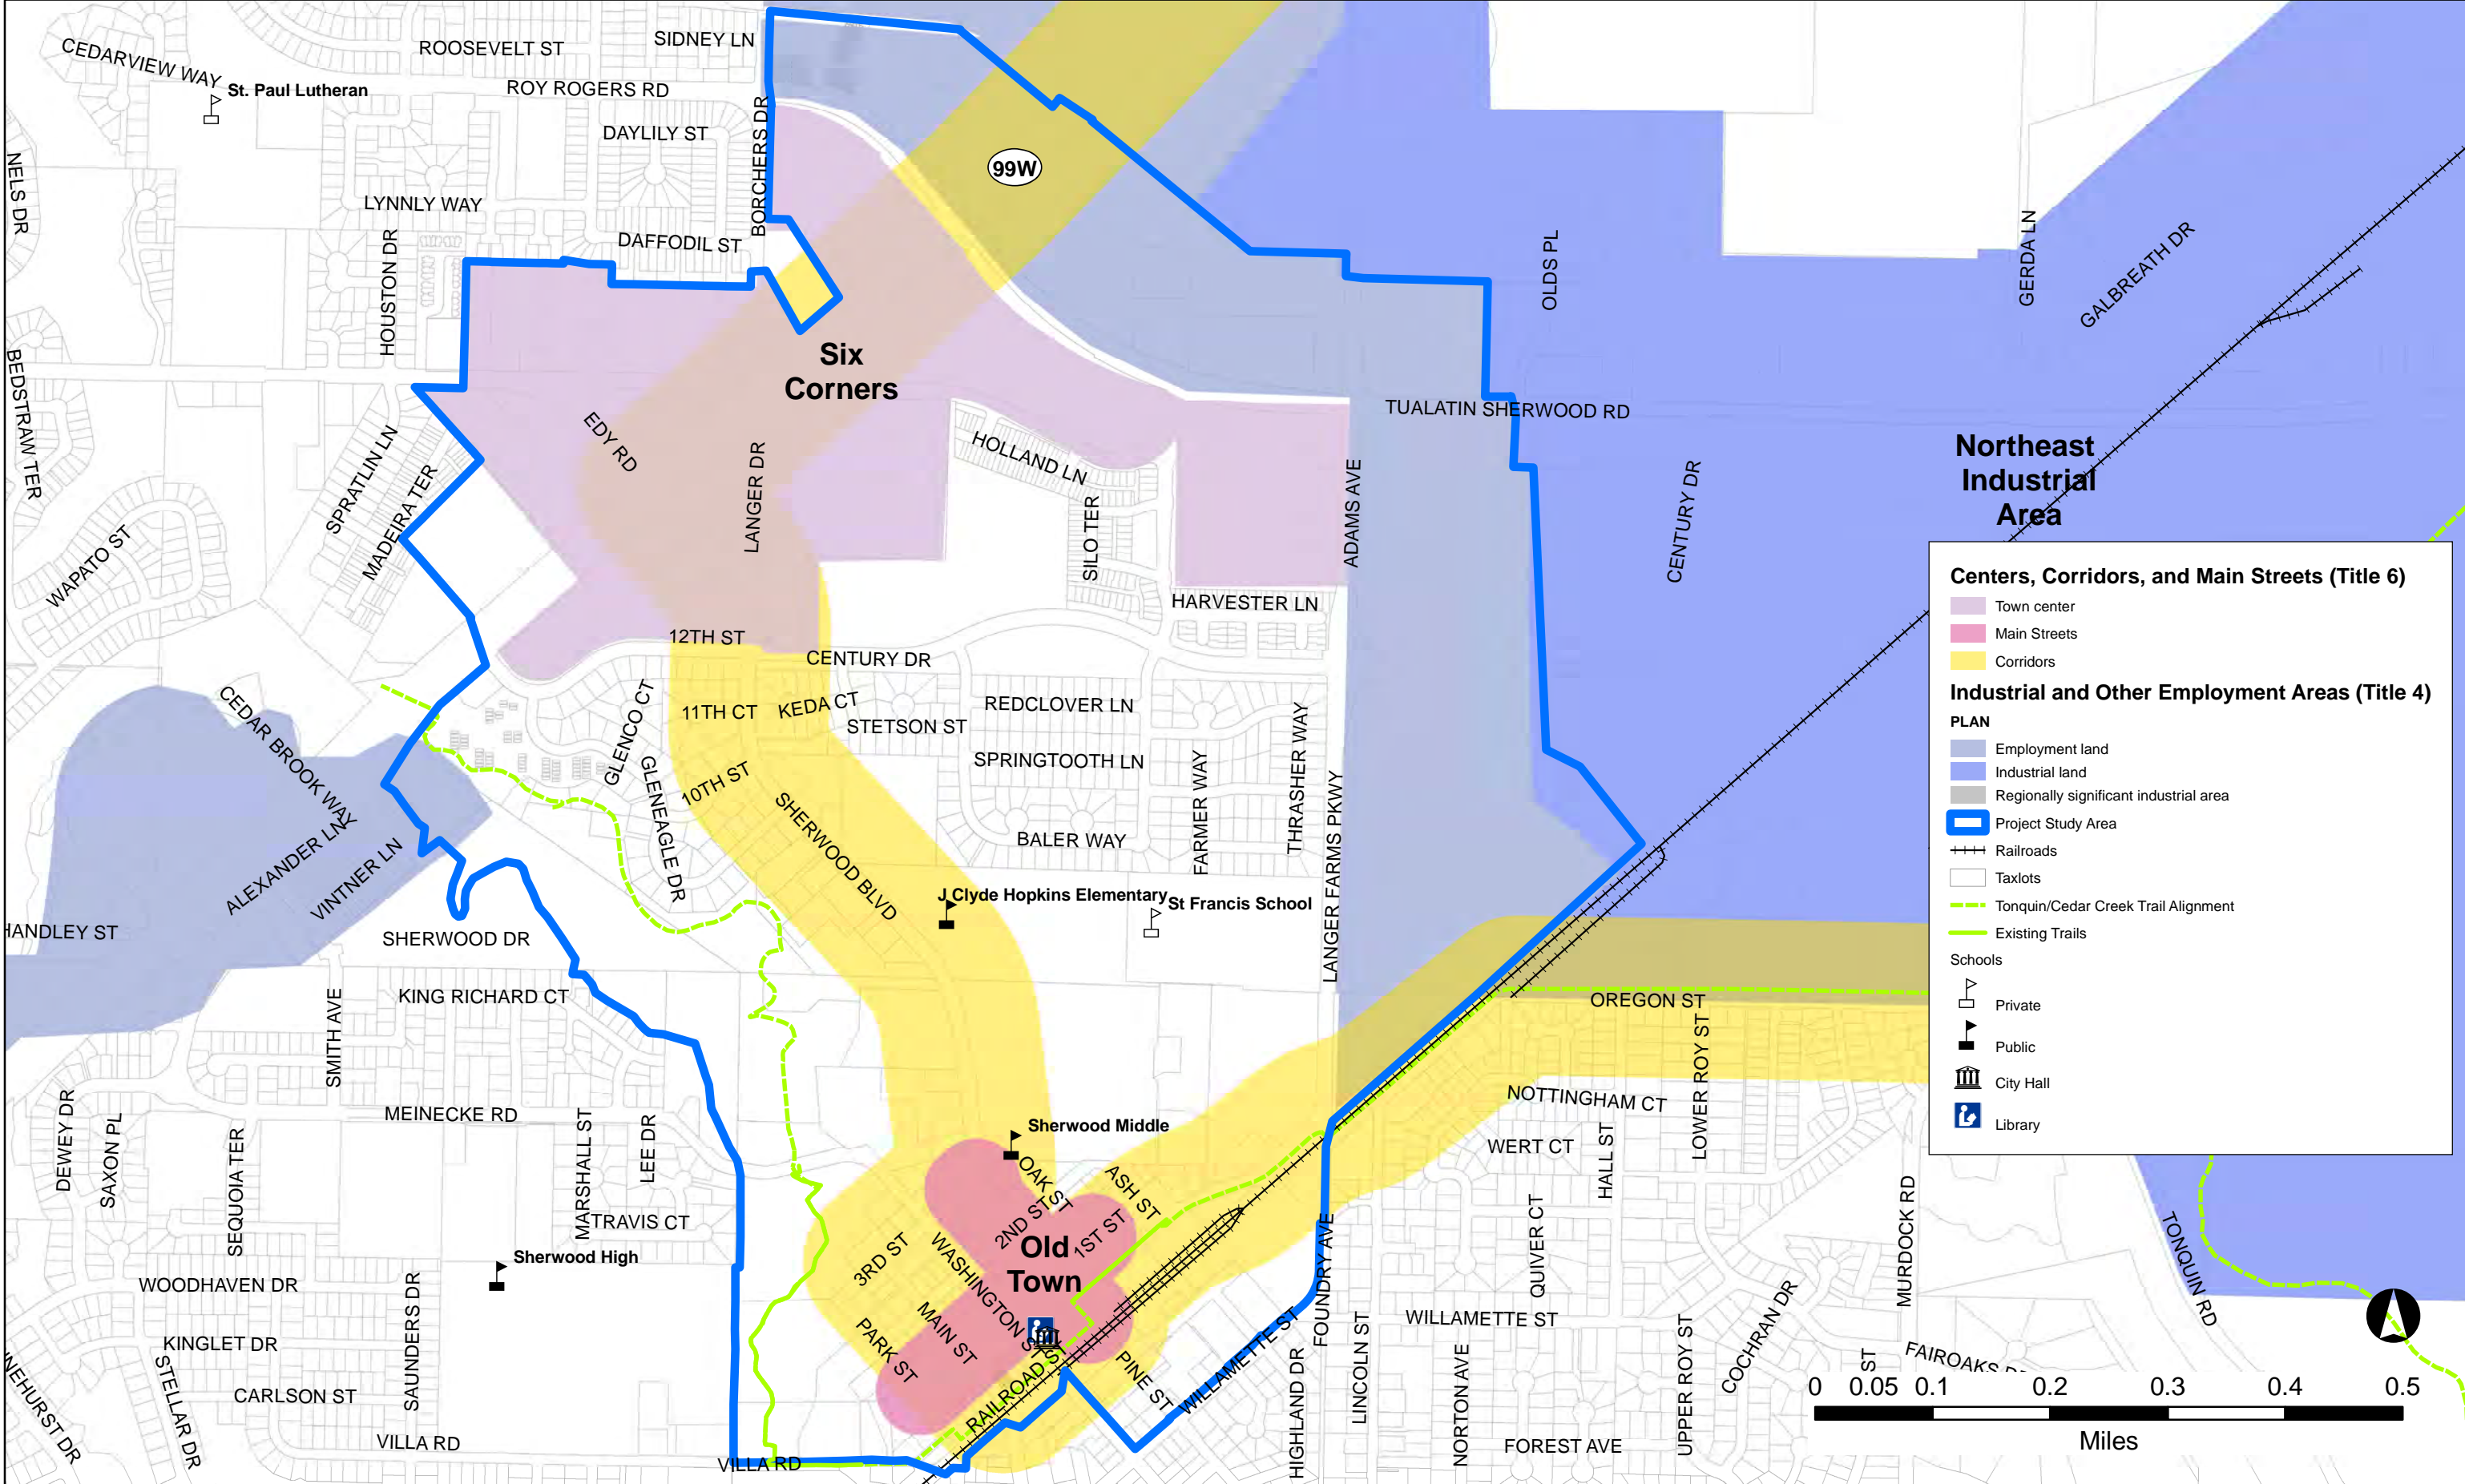 CEDARVIEW WAY
St. Paul Lutheran
ROOSEVELT ST
SIDNEY LN
ROY ROGERS RD
DAYLILY ST
BORCHERS DR
99W
NELS DR
LYNNLY WAY
HOUSTON DR
DAFFODIL ST
OLDS PL
GERDA LN
GALBREATH DR
Six
Corners
BEDSTRAW TER
EDY RD
LANGER DR
TUALATIN SHERWOOD RD
Northeast
Industrial
Area
SPRATLIN LN
MADEIRA TER
HOLLAND LN
SILO TER
ADAMS AVE
CENTURY DR
WAPATO ST
HARVESTER LN
12TH ST
CENTURY DR
11TH CT
KEDA CT
STETSON ST
REDCLOVER LN
SPRINGTOOTH LN
GLENCO CT
GLENEAGLE DR
10TH ST
SHERWOOD BLVD
BALER WAY
FARMER WAY
THRASHER WAY
LANGER FARMS PKWY
CEDAR BROOK WAY
ALEXANDER LN
VINTNER LN
HANDLEY ST
SHERWOOD DR
J Clyde Hopkins Elementary
St Francis School
KING RICHARD CT
SMITH AVE
OREGON ST
LOWER ROY ST
MEINECKE RD
DEWEY DR
SAXON PL
SEQUOIA TER
MARSHALL ST
LEE DR
TRAVIS CT
Sherwood Middle
NOTTINGHAM CT
WERT CT
HALL ST
OAK ST
ASH ST
2ND ST
1ST ST
Old
Town
3RD ST
WASHINGTON ST
MAIN ST
PARK ST
RAILROAD ST
PINE ST
WILLAMETTE ST
FOUNDRY AVE
HIGHLAND DR
LINCOLN ST
QUIVER CT
WILLAMETTE ST
NORTON AVE
FOREST AVE
UPPER ROY ST
COCHRAN DR
MURDOCK RD
TONQUIN RD
ST
Sherwood High
WOODHAVEN DR
SAUNDERS DR
KINGLET DR
STELLAR DR
CARLSON ST
VILLA RD
VILLA RD
Centers, Corridors, and Main Streets (Title 6)
Town center
Main Streets
Corridors
Industrial and Other Employment Areas (Title 4)
PLAN
Employment land
Industrial land
Regionally significant industrial area
Project Study Area
Railroads
Taxlots
Tonquin/Cedar Creek Trail Alignment
Existing Trails
Schools
Private
Public
City Hall
Library
0 0.05 0.1 0.2 0.3 0.4 0.5
Miles